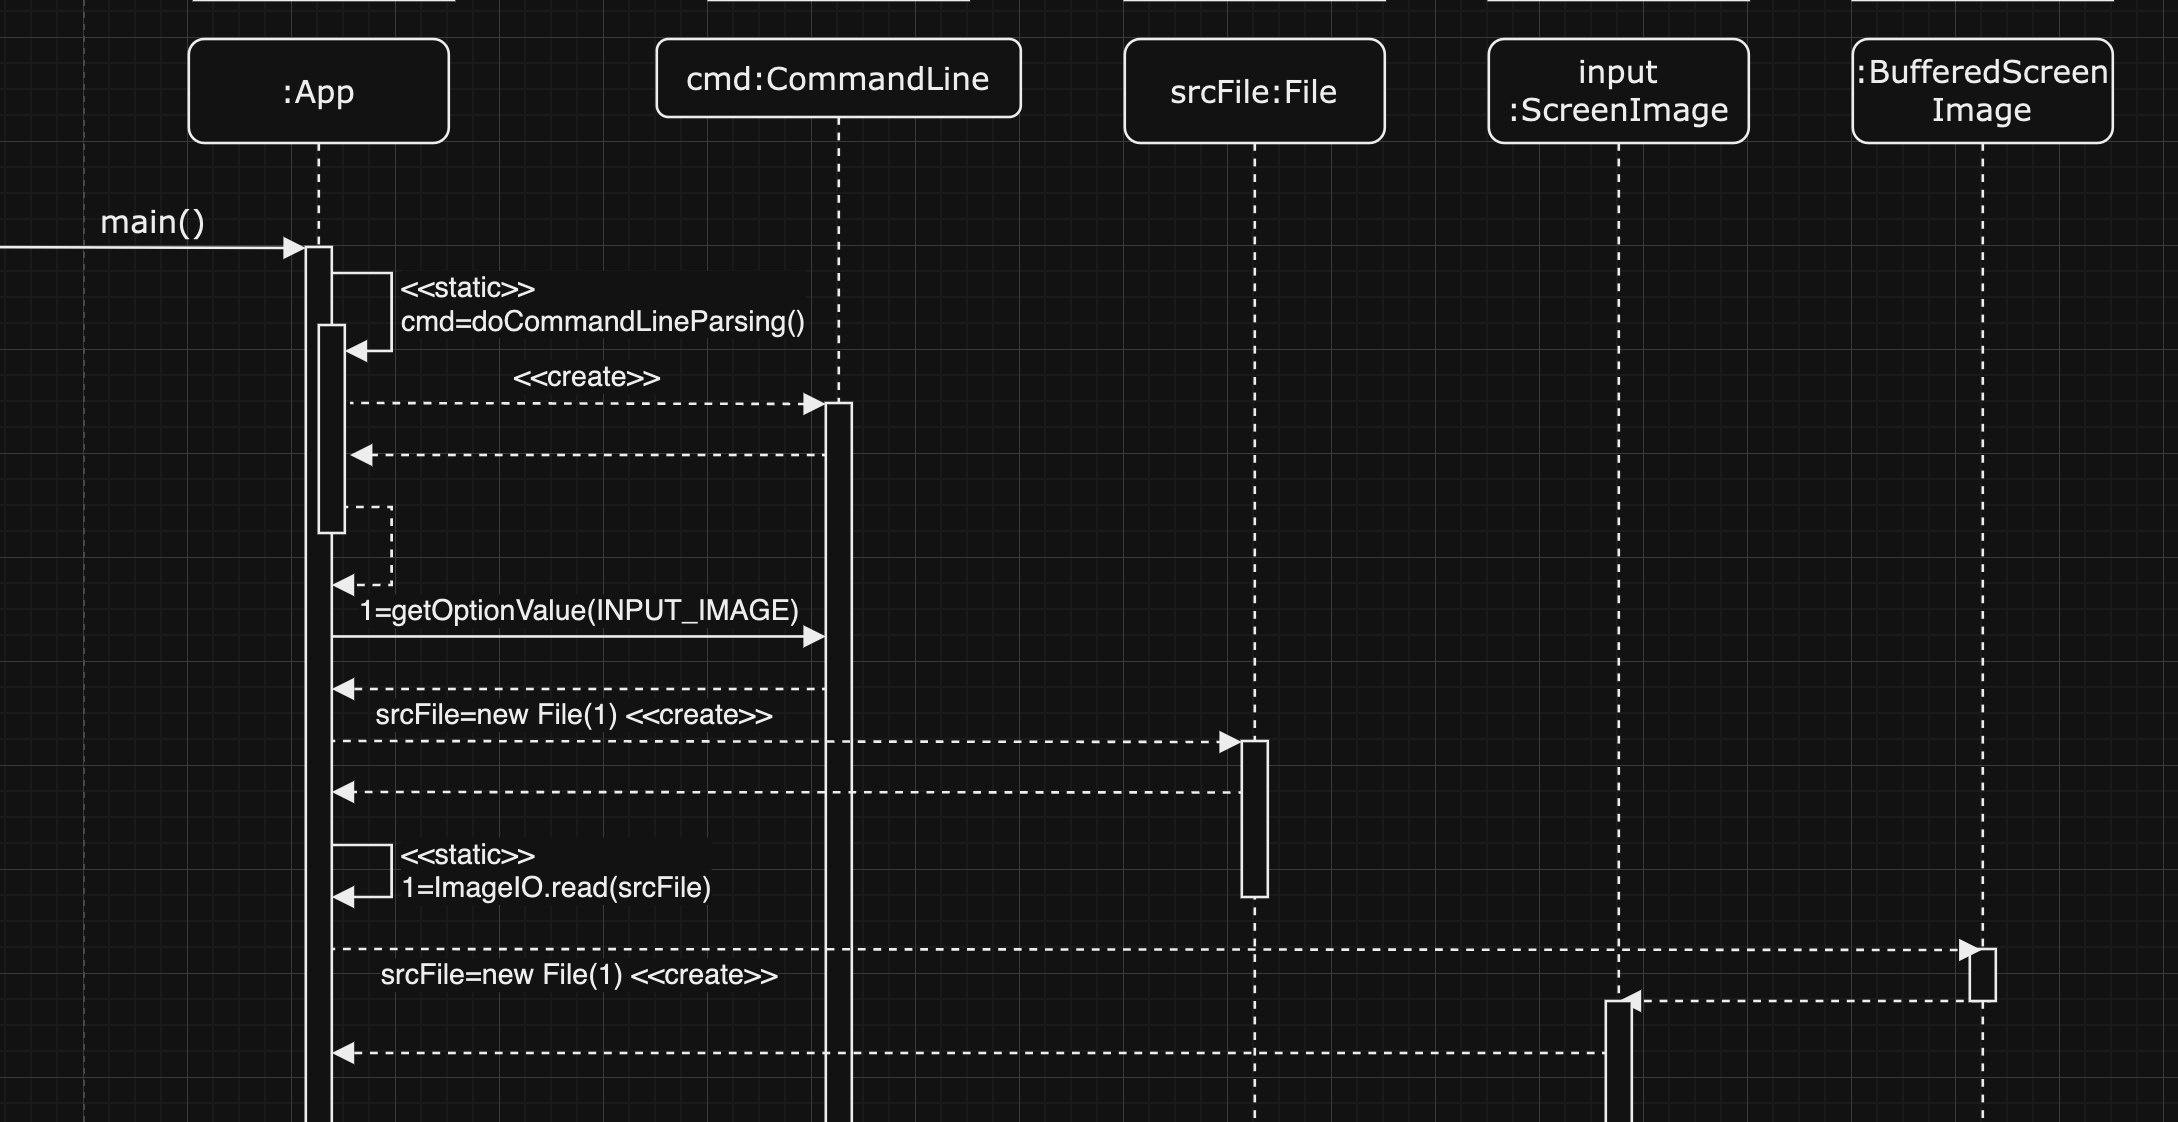 :App
cmd:CommandLine
srcFile:File
input
:ScreenImage
:BufferedScreen
Image
main()
<<static>>
cmd=doCommandLineParsing()
<<create>>
1=getOptionValue(INPUT_IMAGE)
srcFile=new File(1) <<create>>
<<static>>
1=ImageIO.read(srcFile)
srcFile=new File(1) <<create>>